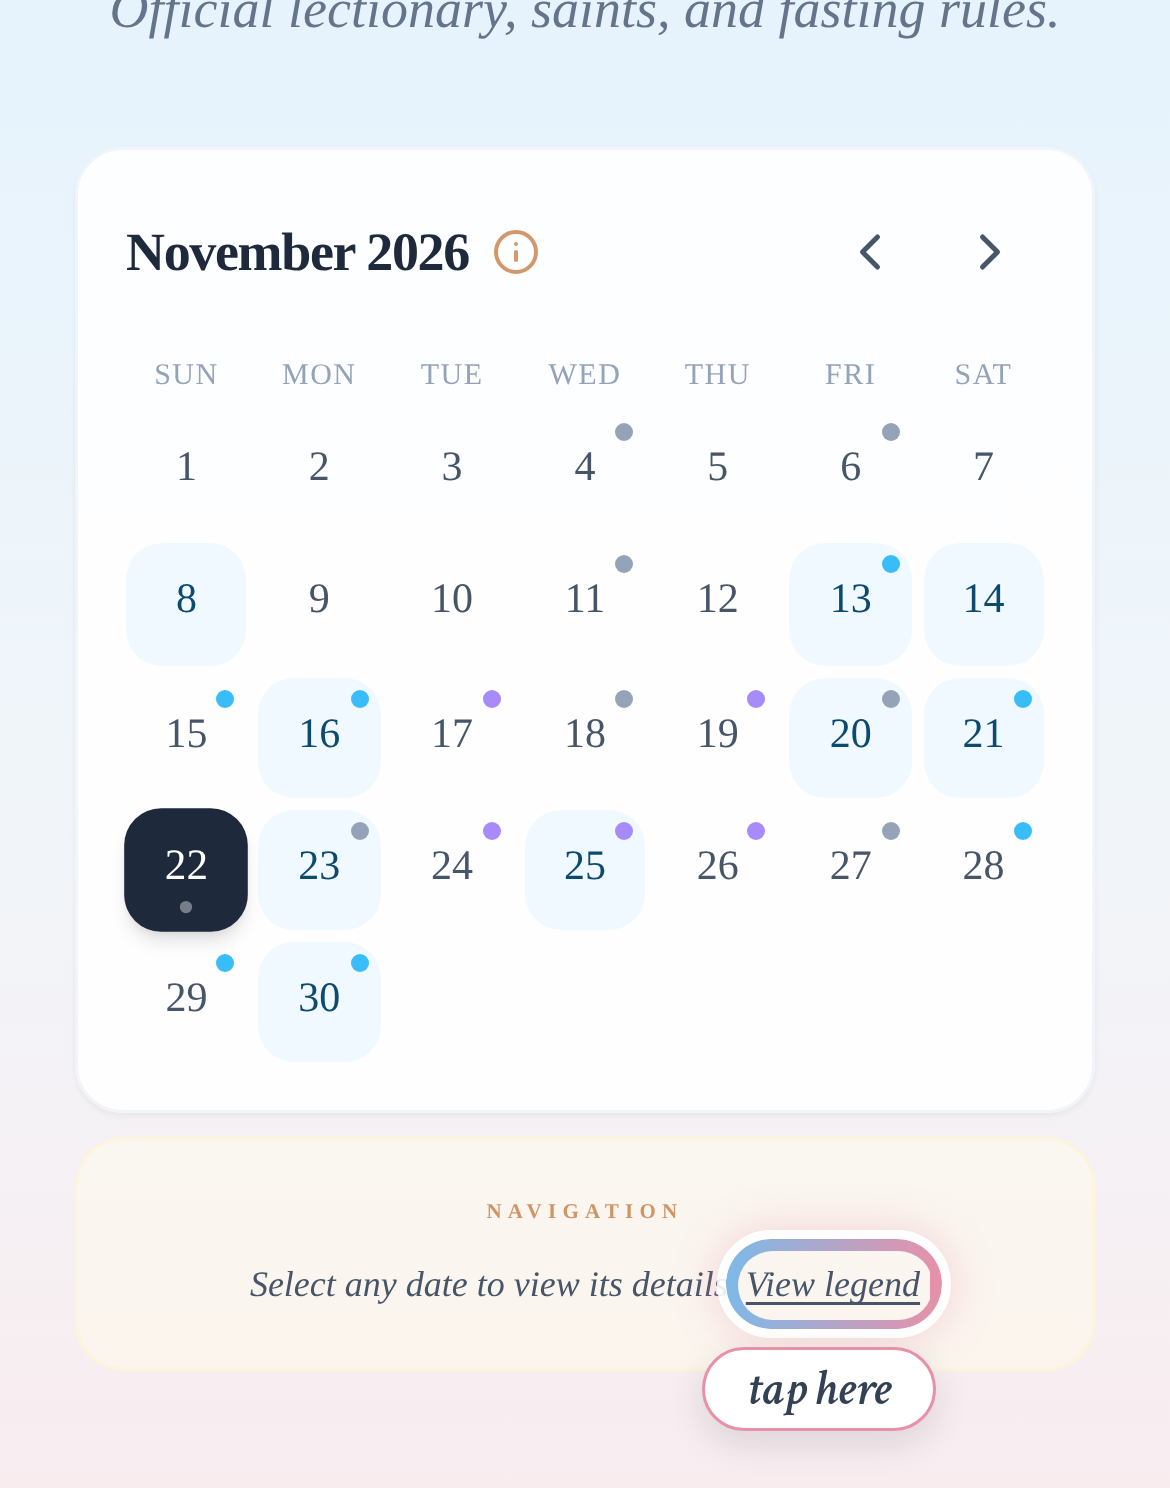 Official lectionary, saints, and fasting rules.
November 2026
SUN MON TUE WED THU FRI SAT
1 2 3 4 5 6 7
8 9 10 11 12 13 14
15 16 17 18 19 20 21
22 23 24 25 26 27 28
29 30
NAVIGATION
Select any date to view its details View legend
tap here